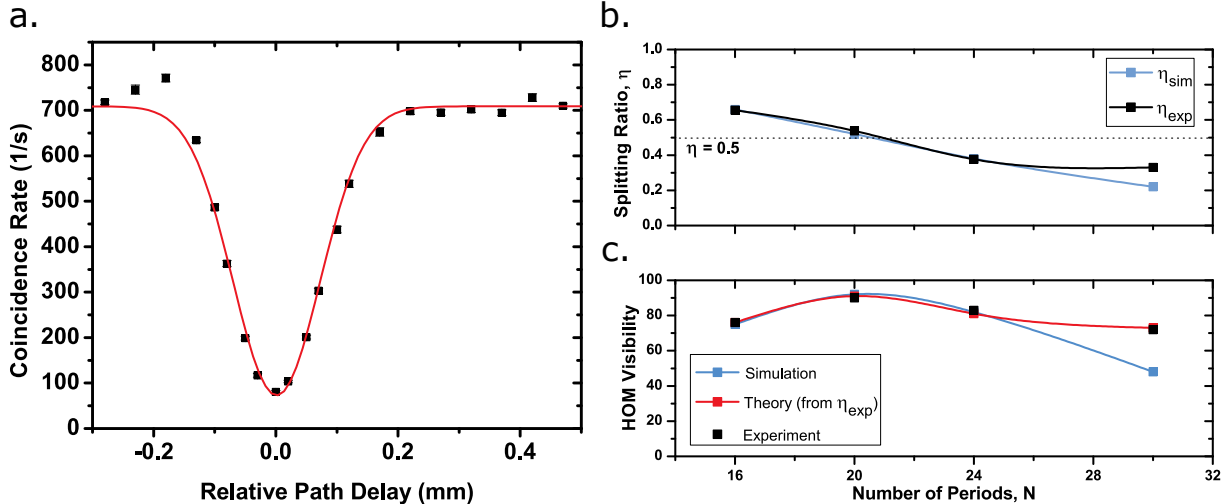 a.
800
700
600
500
400
300
200
100
0
Coincidence Rate (1/s)
-0.2
0.0
0.2
0.4
Relative Path Delay (mm)
b.
1.0
0.8
0.6
0.4
0.2
0.0
Splitting Ratio, η
ηsim
ηexp
η = 0.5
c.
100
80
60
40
20
0
HOM Visibility
Simulation
Theory (from ηexp)
Experiment
16
20
24
28
32
Number of Periods, N